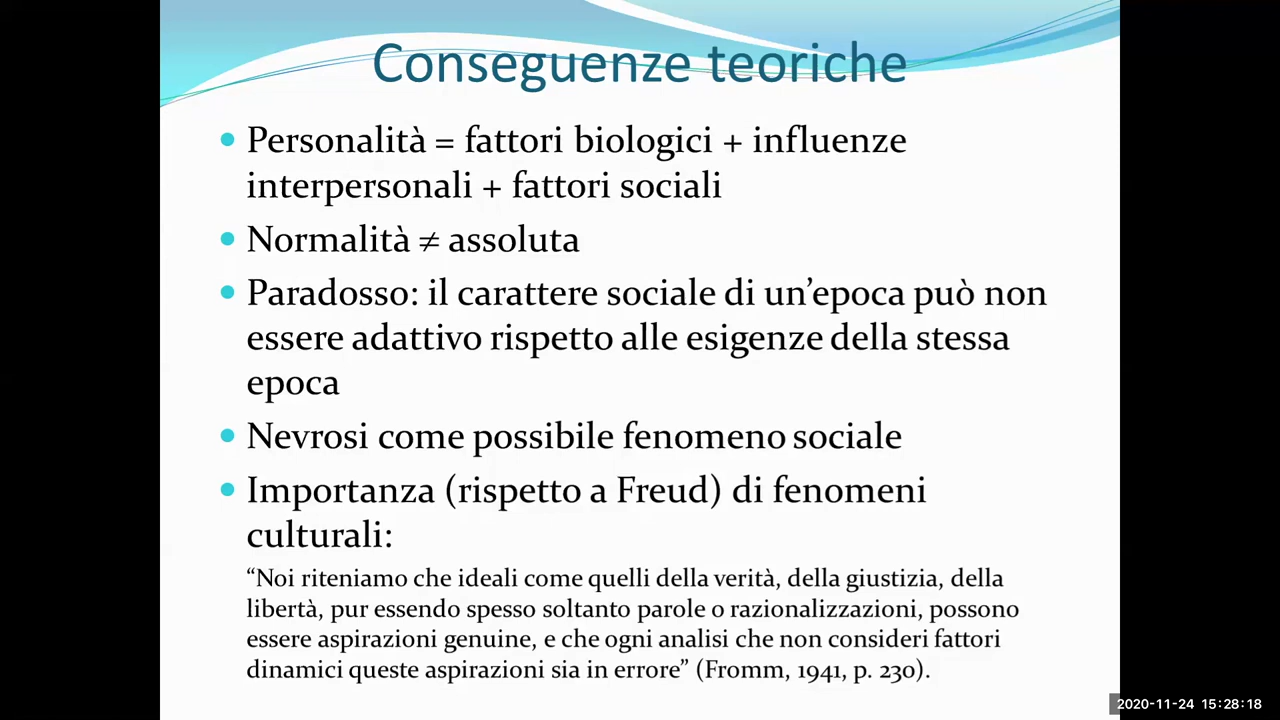 Conseguenze teoriche
• Personalità = fattori biologici + influenze
interpersonali + fattori sociali
• Normalità ≠ assoluta
• Paradosso: il carattere sociale di un’epoca può non
essere adattivo rispetto alle esigenze della stessa
epoca
• Nevrosi come possibile fenomeno sociale
• Importanza (rispetto a Freud) di fenomeni
culturali:
“Noi riteniamo che ideali come quelli della verità, della giustizia, della
libertà, pur essendo spesso soltanto parole o razionalizzazioni, possono
essere aspirazioni genuine, e che ogni analisi che non consideri fattori
dinamici queste aspirazioni sia in errore” (Fromm, 1941, p. 230).
2020-11-24 15:28:18